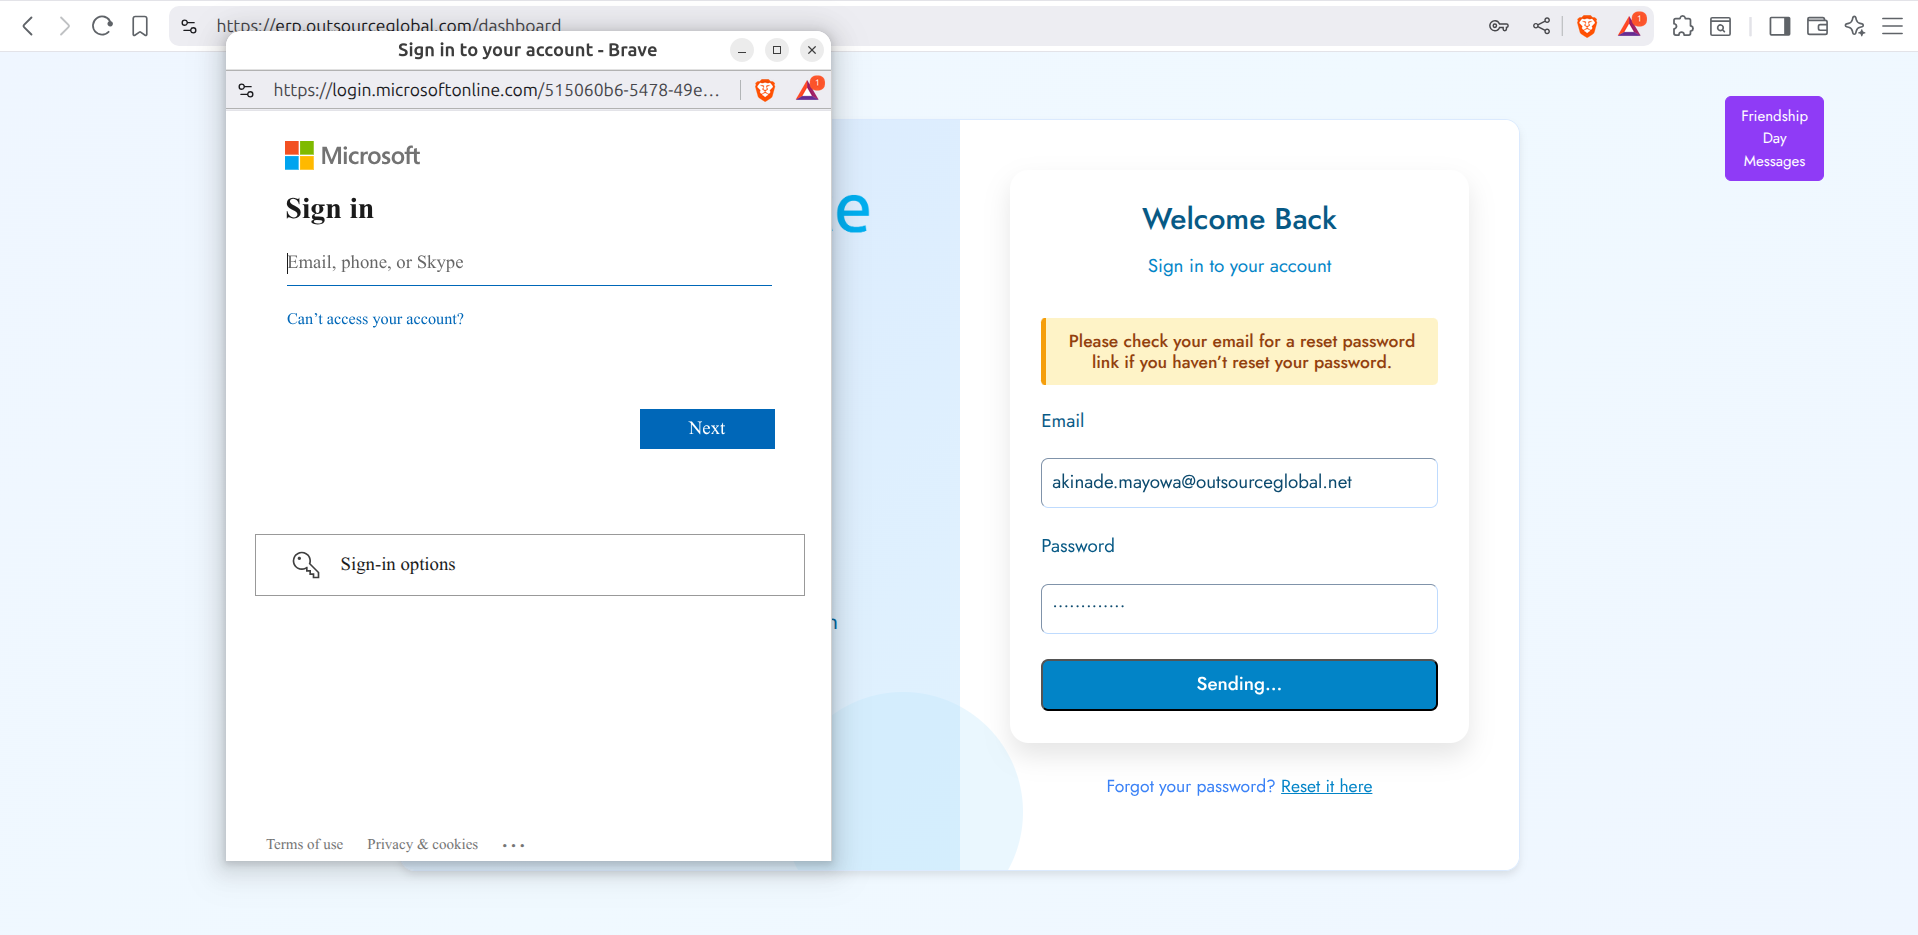 https://erp.outsourceglobal.com/dashboard
1
Sign in to your account - Brave
https://login.microsoftonline.com/515060b6-5478-49e...
1
Microsoft
Sign in
Email, phone, or Skype
Can't access your account?
Next
Sign-in options
Terms of use Privacy & cookies ...
e
n
Welcome Back
Sign in to your account
Please check your email for a reset password
link if you haven't reset your password.
Email
akinade.mayowa@outsourceglobal.net
Password
.............
Sending...
Forgot your password? Reset it here
Friendship
Day
Messages